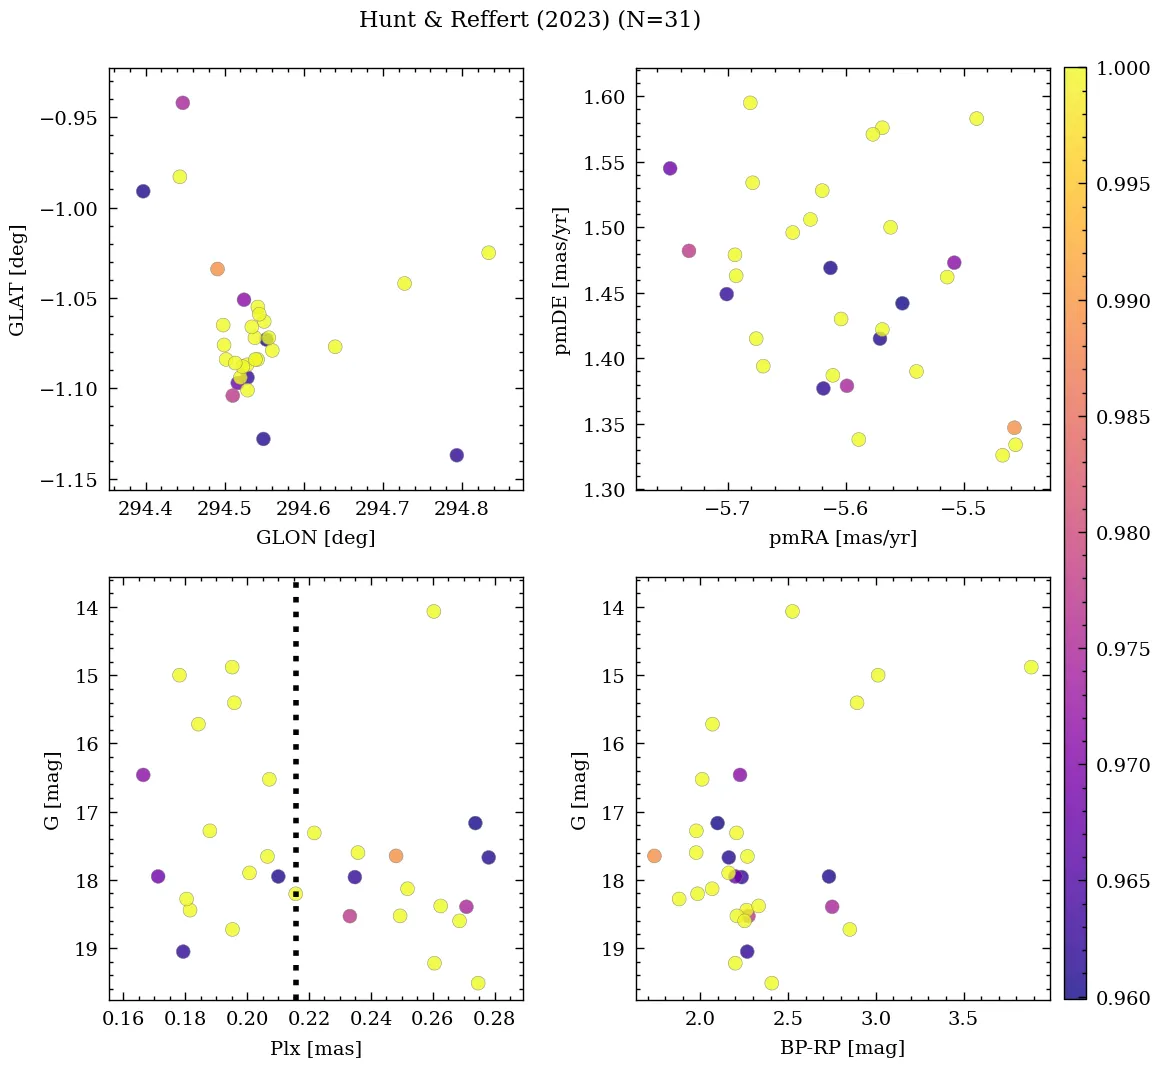 Hunt & Reffert (2023) (N=31)
−0.95
−1.00
−1.05
−1.10
−1.15
GLAT [deg]
294.4 294.5 294.6 294.7 294.8
GLON [deg]
1.60
1.55
1.50
1.45
1.40
1.35
1.30
pmDE [mas/yr]
−5.7 −5.6 −5.5
pmRA [mas/yr]
14
15
16
17
18
19
G [mag]
0.16 0.18 0.20 0.22 0.24 0.26 0.28
Plx [mas]
14
15
16
17
18
19
G [mag]
2.0 2.5 3.0 3.5
BP-RP [mag]
1.000
0.995
0.990
0.985
0.980
0.975
0.970
0.965
0.960